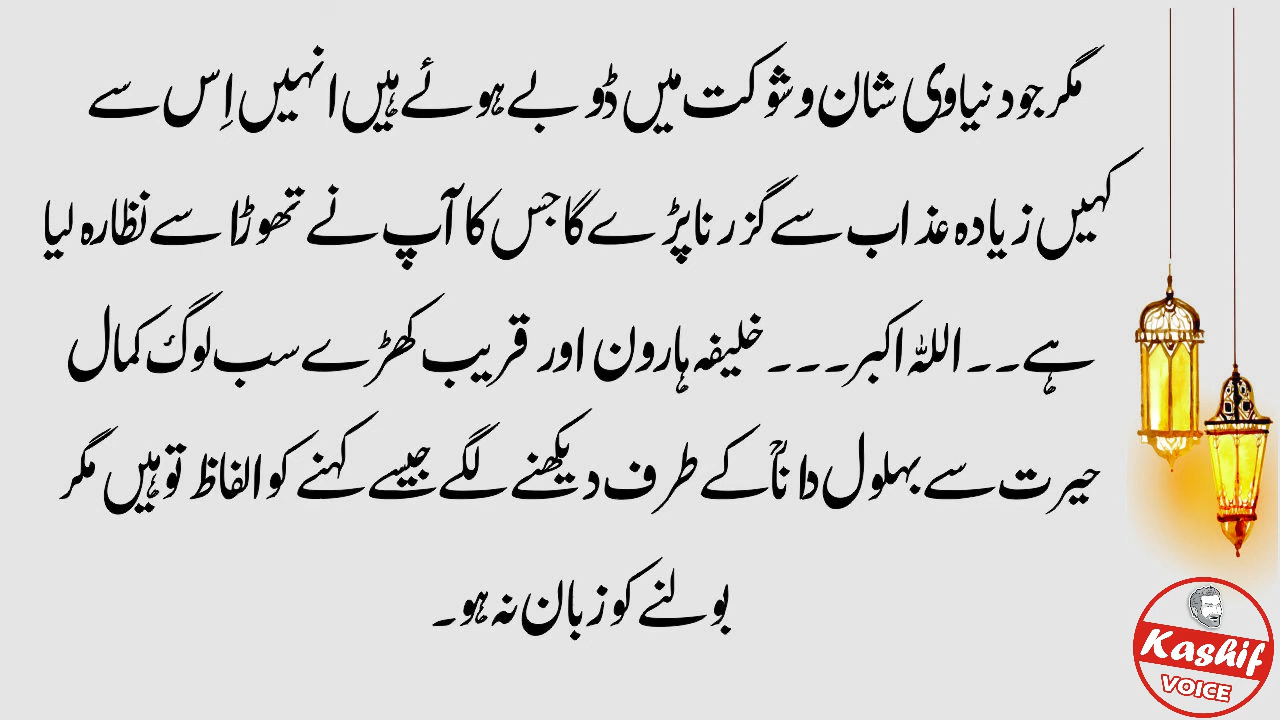 مگر جو دنیاوی شان و شوکت میں ڈوبے ہوئے ہیں انہیں اِس سے
کہیں زیادہ عذاب سے گزرنا پڑے گا جس کا آپ نے تھوڑا سے نظارہ لیا
ہے۔۔اللہ اکبر۔۔۔خلیفہ ہارون اور قریب کھڑے سب لوگ کمال
حیرت سے بہلول داناؒ کے طرف دیکھنے لگے جیسے کہنے کو الفاظ تو ہیں مگر
بولنے کو زبان نہ ہو۔
Kashif
VOICE